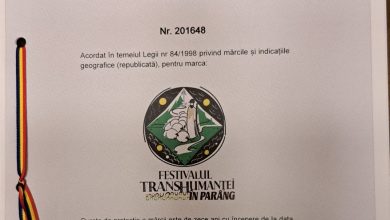 Nr. 201648
Acordat în temeiul Legii nr 84/1998 privind mărcile și indicațiile
geografice (republicată), pentru marca:
FESTIVALUL
TRANSHUMANȚEI
ÎN PARÂNG